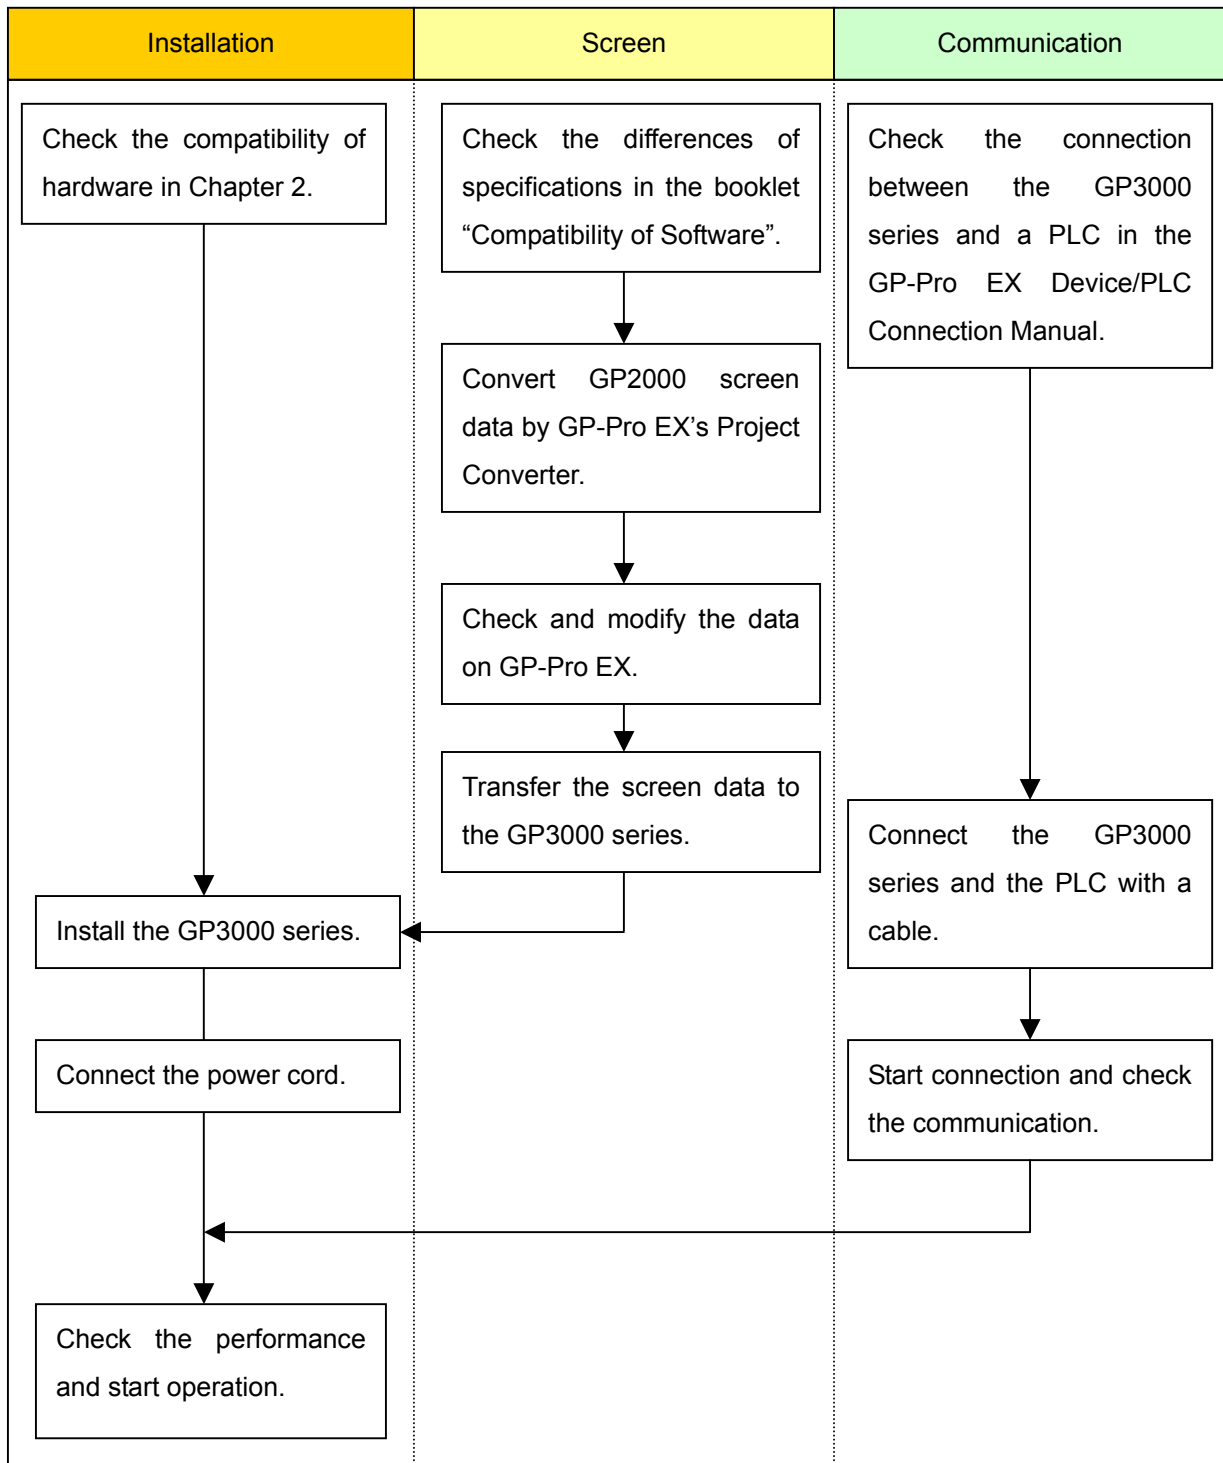 Installation
Screen
Communication
Check the compatibility of
hardware in Chapter 2.
Check the differences of
specifications in the booklet
“Compatibility of Software”.
Check the connection
between the GP3000
series and a PLC in the
GP-Pro EX Device/PLC
Connection Manual.
Convert GP2000 screen
data by GP-Pro EX’s Project
Converter.
Check and modify the data
on GP-Pro EX.
Transfer the screen data to
the GP3000 series.
Connect the GP3000
series and the PLC with a
cable.
Install the GP3000 series.
Connect the power cord.
Start connection and check
the communication.
Check the performance
and start operation.